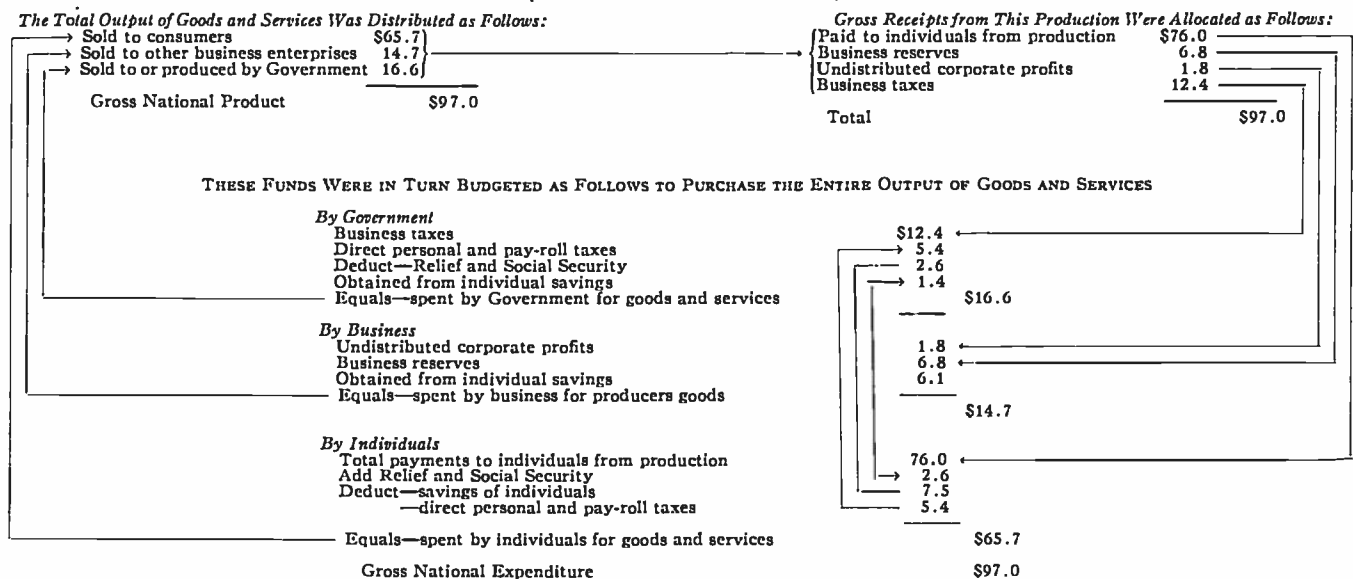 The Total Output of Goods and Services Was Distributed as Follows:
Sold to consumers $65.7
Sold to other business enterprises 14.7
Sold to or produced by Government 16.6
Gross National Product $97.0
Gross Receipts from This Production Were Allocated as Follows:
Paid to individuals from production $76.0
Business reserves 6.8
Undistributed corporate profits 1.8
Business taxes 12.4
Total $97.0
THESE FUNDS WERE IN TURN BUDGETED AS FOLLOWS TO PURCHASE THE ENTIRE OUTPUT OF GOODS AND SERVICES
By Government
Business taxes $12.4
Direct personal and pay-roll taxes 5.4
Deduct—Relief and Social Security 2.6
Obtained from individual savings 1.4
Equals—spent by Government for goods and services $16.6
By Business
Undistributed corporate profits 1.8
Business reserves 6.8
Obtained from individual savings 6.1
Equals—spent by business for producers goods $14.7
By Individuals
Total payments to individuals from production 76.0
Add Relief and Social Security 2.6
Deduct—savings of individuals 7.5
—direct personal and pay-roll taxes 5.4
Equals—spent by individuals for goods and services $65.7
Gross National Expenditure $97.0